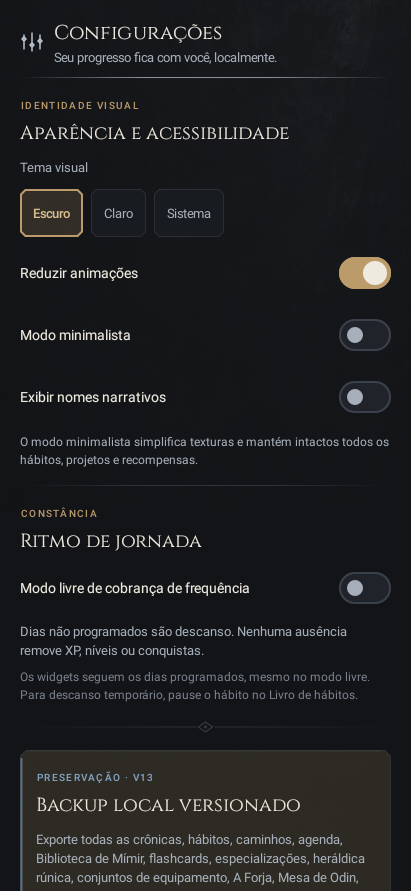 Configurações
Seu progresso fica com você, localmente.
IDENTIDADE VISUAL
Aparência e acessibilidade
Tema visual
Escuro
Claro
Sistema
Reduzir animações
Modo minimalista
Exibir nomes narrativos
O modo minimalista simplifica texturas e mantém intactos todos os
hábitos, projetos e recompensas.
CONSTÂNCIA
Ritmo de jornada
Modo livre de cobrança de frequência
Dias não programados são descanso. Nenhuma ausência
remove XP, níveis ou conquistas.
Os widgets seguem os dias programados, mesmo no modo livre.
Para descanso temporário, pause o hábito no Livro de hábitos.
PRESERVAÇÃO · V13
Backup local versionado
Exporte todas as crônicas, hábitos, caminhos, agenda,
Biblioteca de Mímir, flashcards, especializações, heráldica
rúnica, conjuntos de equipamento, A Forja, Mesa de Odin,